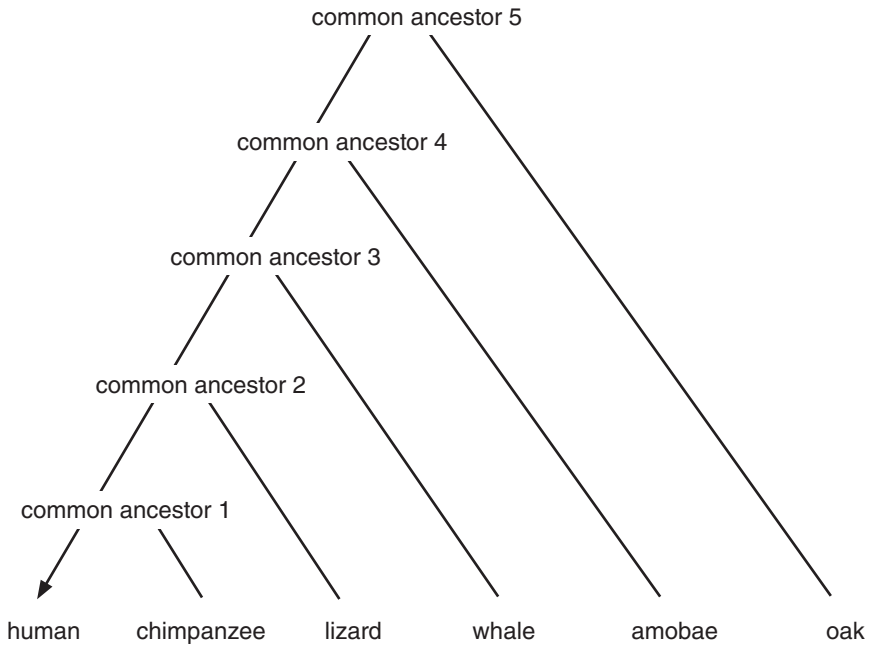 common ancestor 5
common ancestor 4
common ancestor 3
common ancestor 2
common ancestor 1
human chimpanzee lizard whale amobae oak